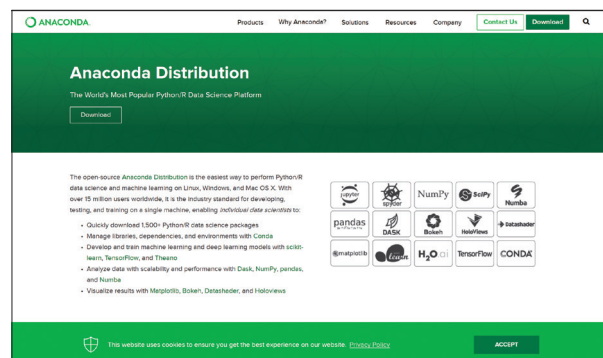 ANACONDA.
Products Why Anaconda? Solutions Resources Company Contact Us Download
Anaconda Distribution
The World's Most Popular Python/R Data Science Platform
Download
The open-source Anaconda Distribution is the easiest way to perform Python/R
data science and machine learning on Linux, Windows, and Mac OS X. With
over 15 million users worldwide, it is the industry standard for developing,
testing, and training on a single machine, enabling individual data scientists to:
• Quickly download 1,500+ Python/R data science packages
• Manage libraries, dependencies, and environments with Conda
• Develop and train machine learning and deep learning models with scikit-
learn, TensorFlow, and Theano
• Analyze data with scalability and performance with Dask, NumPy, pandas,
and Numba
• Visualize results with Matplotlib, Bokeh, Datashader, and Holoviews
jupyter spyder NumPy SciPy Numba
pandas DASK Bokeh HoloViews Datashader
matplotlib learn H2O.ai TensorFlow CONDA
This website uses cookies to ensure you get the best experience on our website. Privacy Policy
ACCEPT